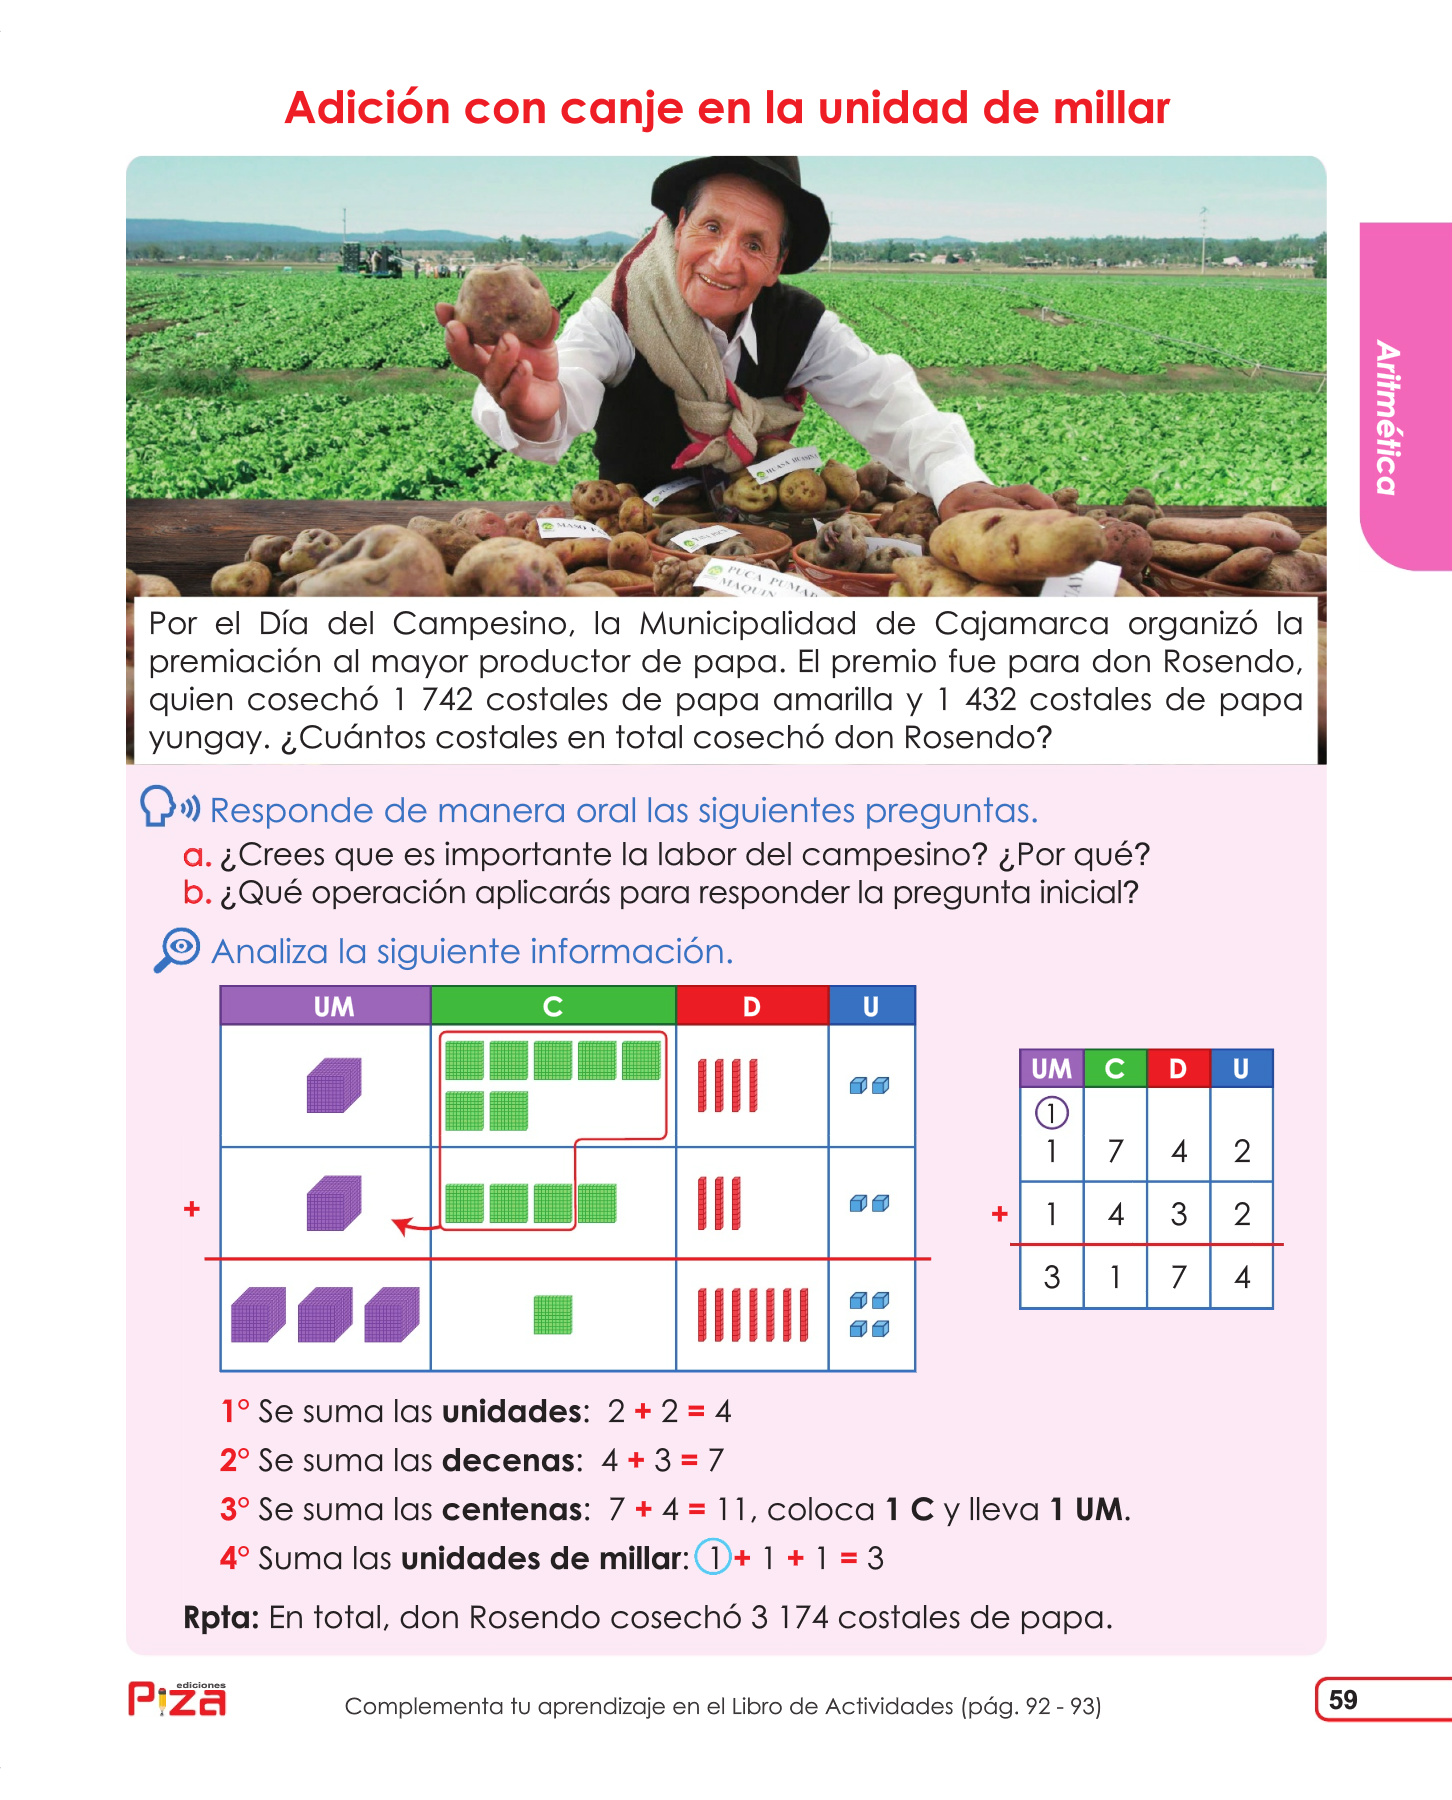 Adición con canje en la unidad de millar
Aritmética
PUCA PUMA
MAQUIN
Por el Día del Campesino, la Municipalidad de Cajamarca organizó la
premiación al mayor productor de papa. El premio fue para don Rosendo,
quien cosechó 1 742 costales de papa amarilla y 1 432 costales de papa
yungay. ¿Cuántos costales en total cosechó don Rosendo?
Responde de manera oral las siguientes preguntas.
a. ¿Crees que es importante la labor del campesino? ¿Por qué?
b. ¿Qué operación aplicarás para responder la pregunta inicial?
Analiza la siguiente información.
UM C D U
+
UM C D U
1
1 7 4 2
+ 1 4 3 2
3 1 7 4
1° Se suma las unidades: 2 + 2 = 4
2° Se suma las decenas: 4 + 3 = 7
3° Se suma las centenas: 7 + 4 = 11, coloca 1 C y lleva 1 UM.
4° Suma las unidades de millar: 1 + 1 + 1 = 3
Rpta: En total, don Rosendo cosechó 3 174 costales de papa.
ediciones
Piza
Complementa tu aprendizaje en el Libro de Actividades (pág. 92 - 93)
59